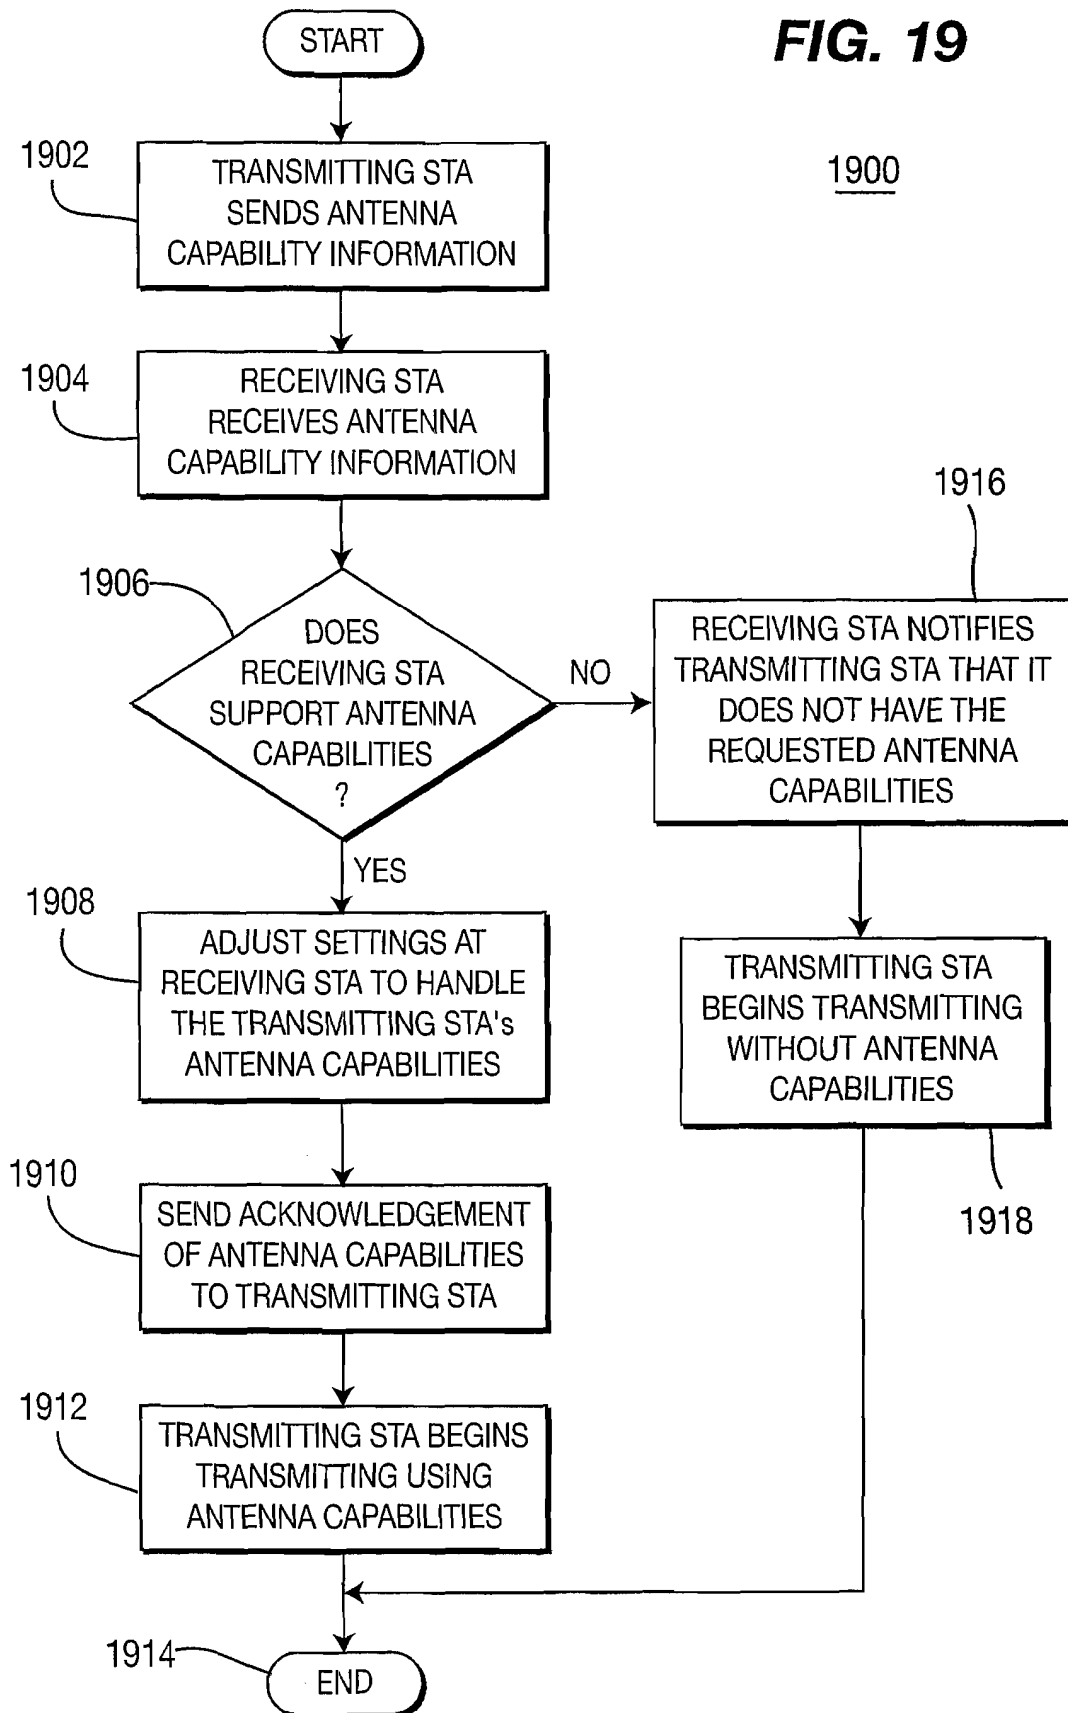 START
FIG. 19
1900
1902
TRANSMITTING STA
SENDS ANTENNA
CAPABILITY INFORMATION
1904
RECEIVING STA
RECEIVES ANTENNA
CAPABILITY INFORMATION
1906
DOES
RECEIVING STA
SUPPORT ANTENNA
CAPABILITIES
?
NO
1916
RECEIVING STA NOTIFIES
TRANSMITTING STA THAT IT
DOES NOT HAVE THE
REQUESTED ANTENNA
CAPABILITIES
YES
1908
ADJUST SETTINGS AT
RECEIVING STA TO HANDLE
THE TRANSMITTING STA's
ANTENNA CAPABILITIES
TRANSMITTING STA
BEGINS TRANSMITTING
WITHOUT ANTENNA
CAPABILITIES
1918
1910
SEND ACKNOWLEDGEMENT
OF ANTENNA CAPABILITIES
TO TRANSMITTING STA
1912
TRANSMITTING STA BEGINS
TRANSMITTING USING
ANTENNA CAPABILITIES
1914
END